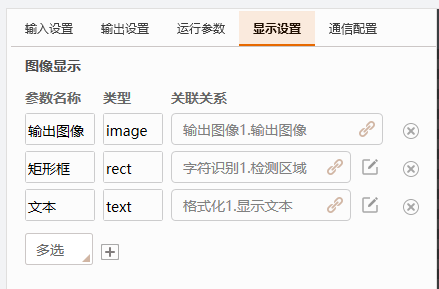 输入设置 输出设置 运行参数 显示设置 通信配置
图像显示
参数名称 类型 关联关系
输出图像 image 输出图像1.输出图像
矩形框 rect 字符识别1.检测区域
文本 text 格式化1.显示文本
多选